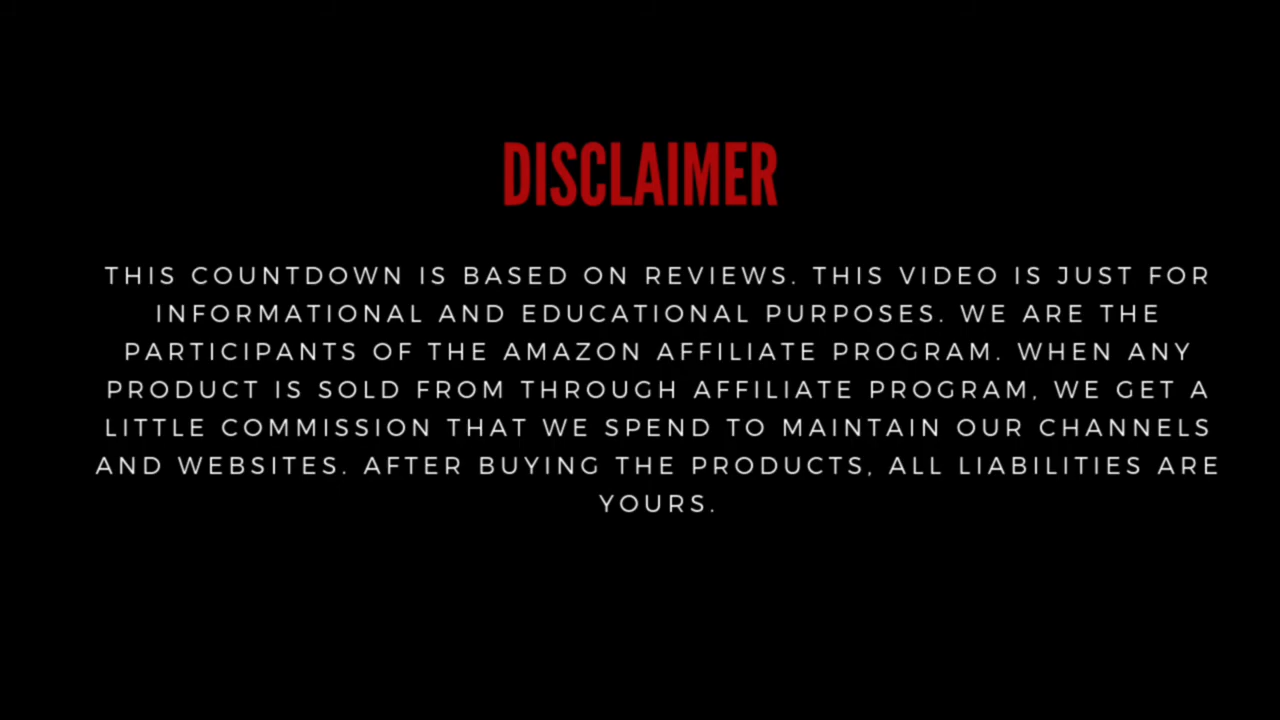 DISCLAIMER
THIS COUNTDOWN IS BASED ON REVIEWS. THIS VIDEO IS JUST FOR
INFORMATIONAL AND EDUCATIONAL PURPOSES. WE ARE THE
PARTICIPANTS OF THE AMAZON AFFILIATE PROGRAM. WHEN ANY
PRODUCT IS SOLD FROM THROUGH AFFILIATE PROGRAM, WE GET A
LITTLE COMMISSION THAT WE SPEND TO MAINTAIN OUR CHANNELS
AND WEBSITES. AFTER BUYING THE PRODUCTS, ALL LIABILITIES ARE
YOURS.